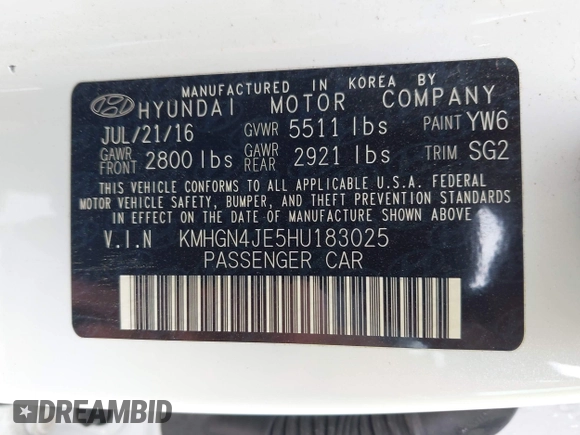 MANUFACTURED IN KOREA BY
HYUNDAI MOTOR COMPANY
JUL/21/16 GVWR 5511 lbs PAINT YW6
GAWR FRONT 2800 lbs GAWR REAR 2921 lbs TRIM SG2
THIS VEHICLE CONFORMS TO ALL APPLICABLE U.S.A. FEDERAL
MOTOR VEHICLE SAFETY, BUMPER, AND THEFT PREVENTION STANDARDS
IN EFFECT ON THE DATE OF MANUFACTURE SHOWN ABOVE
V.I.N KMHGN4JE5HU183025
PASSENGER CAR
DREAMBID